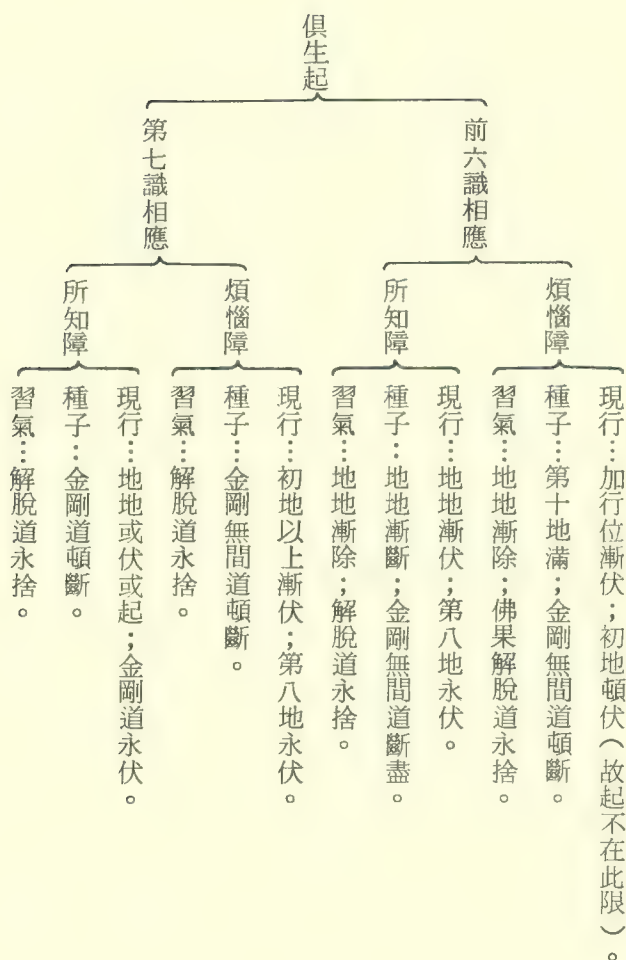 俱生起
前六識相應
煩惱障
現行：加行位漸伏；初地頓伏（故起不在此限）。
種子：第十地滿；金剛無間道頓斷。
習氣：地地漸除；佛果解脫道永捨。
所知障
現行：地地漸伏；第八地永伏。
種子：地地漸斷；金剛無間道斷盡。
習氣：地地漸除；解脫道永捨。
第七識相應
煩惱障
現行：初地以上漸伏；第八地永伏。
種子：金剛無間道頓斷。
習氣：解脫道永捨。
所知障
現行：地地或伏或起；金剛道永伏。
種子：金剛道頓斷。
習氣：解脫道永捨。